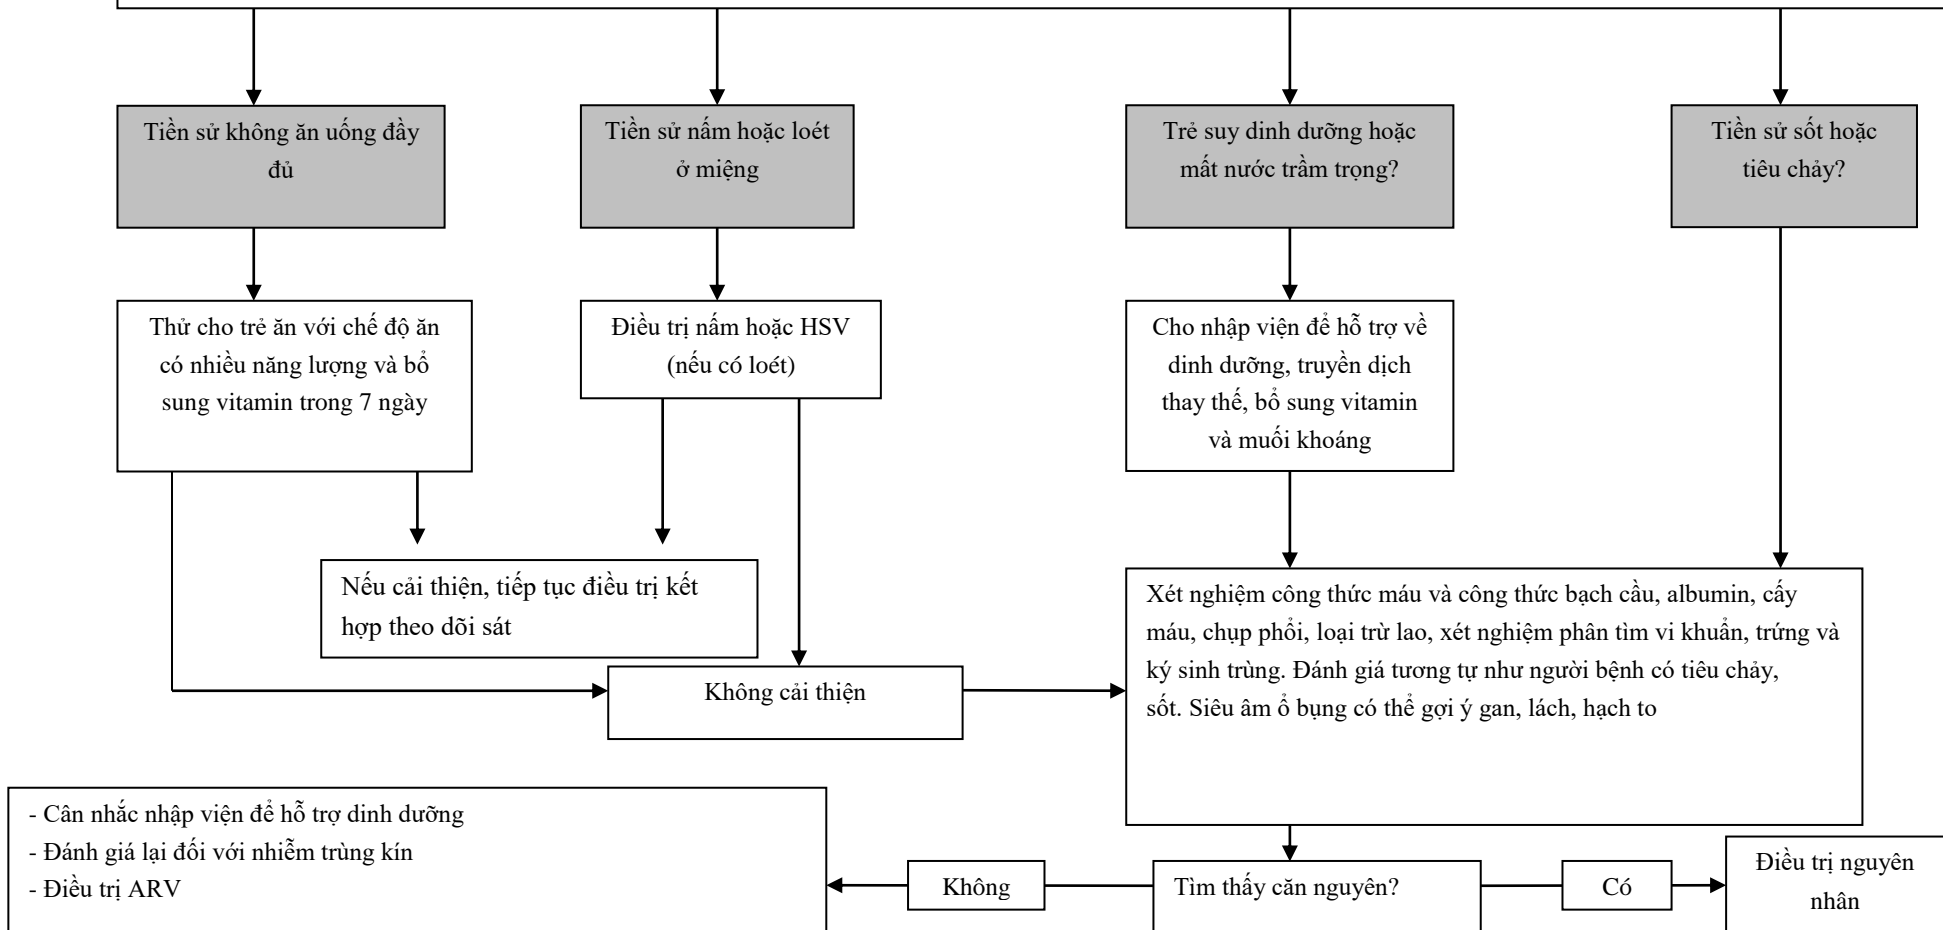 Tiền sử không ăn uống đầy
đủ
Tiền sử nấm hoặc loét
ở miệng
Trẻ suy dinh dưỡng hoặc
mất nước trầm trọng?
Tiền sử sốt hoặc
tiêu chảy?
Thử cho trẻ ăn với chế độ ăn
có nhiều năng lượng và bổ
sung vitamin trong 7 ngày
Điều trị nấm hoặc HSV
(nếu có loét)
Cho nhập viện để hỗ trợ về
dinh dưỡng, truyền dịch
thay thế, bổ sung vitamin
và muối khoáng
Nếu cải thiện, tiếp tục điều trị kết
hợp theo dõi sát
Không cải thiện
Xét nghiệm công thức máu và công thức bạch cầu, albumin, cấy
máu, chụp phổi, loại trừ lao, xét nghiệm phân tìm vi khuẩn, trứng và
ký sinh trùng. Đánh giá tương tự như người bệnh có tiêu chảy,
sốt. Siêu âm ổ bụng có thể gợi ý gan, lách, hạch to
- Cân nhắc nhập viện để hỗ trợ dinh dưỡng
- Đánh giá lại đối với nhiễm trùng kín
- Điều trị ARV
Không
Tìm thấy căn nguyên?
Có
Điều trị nguyên
nhân